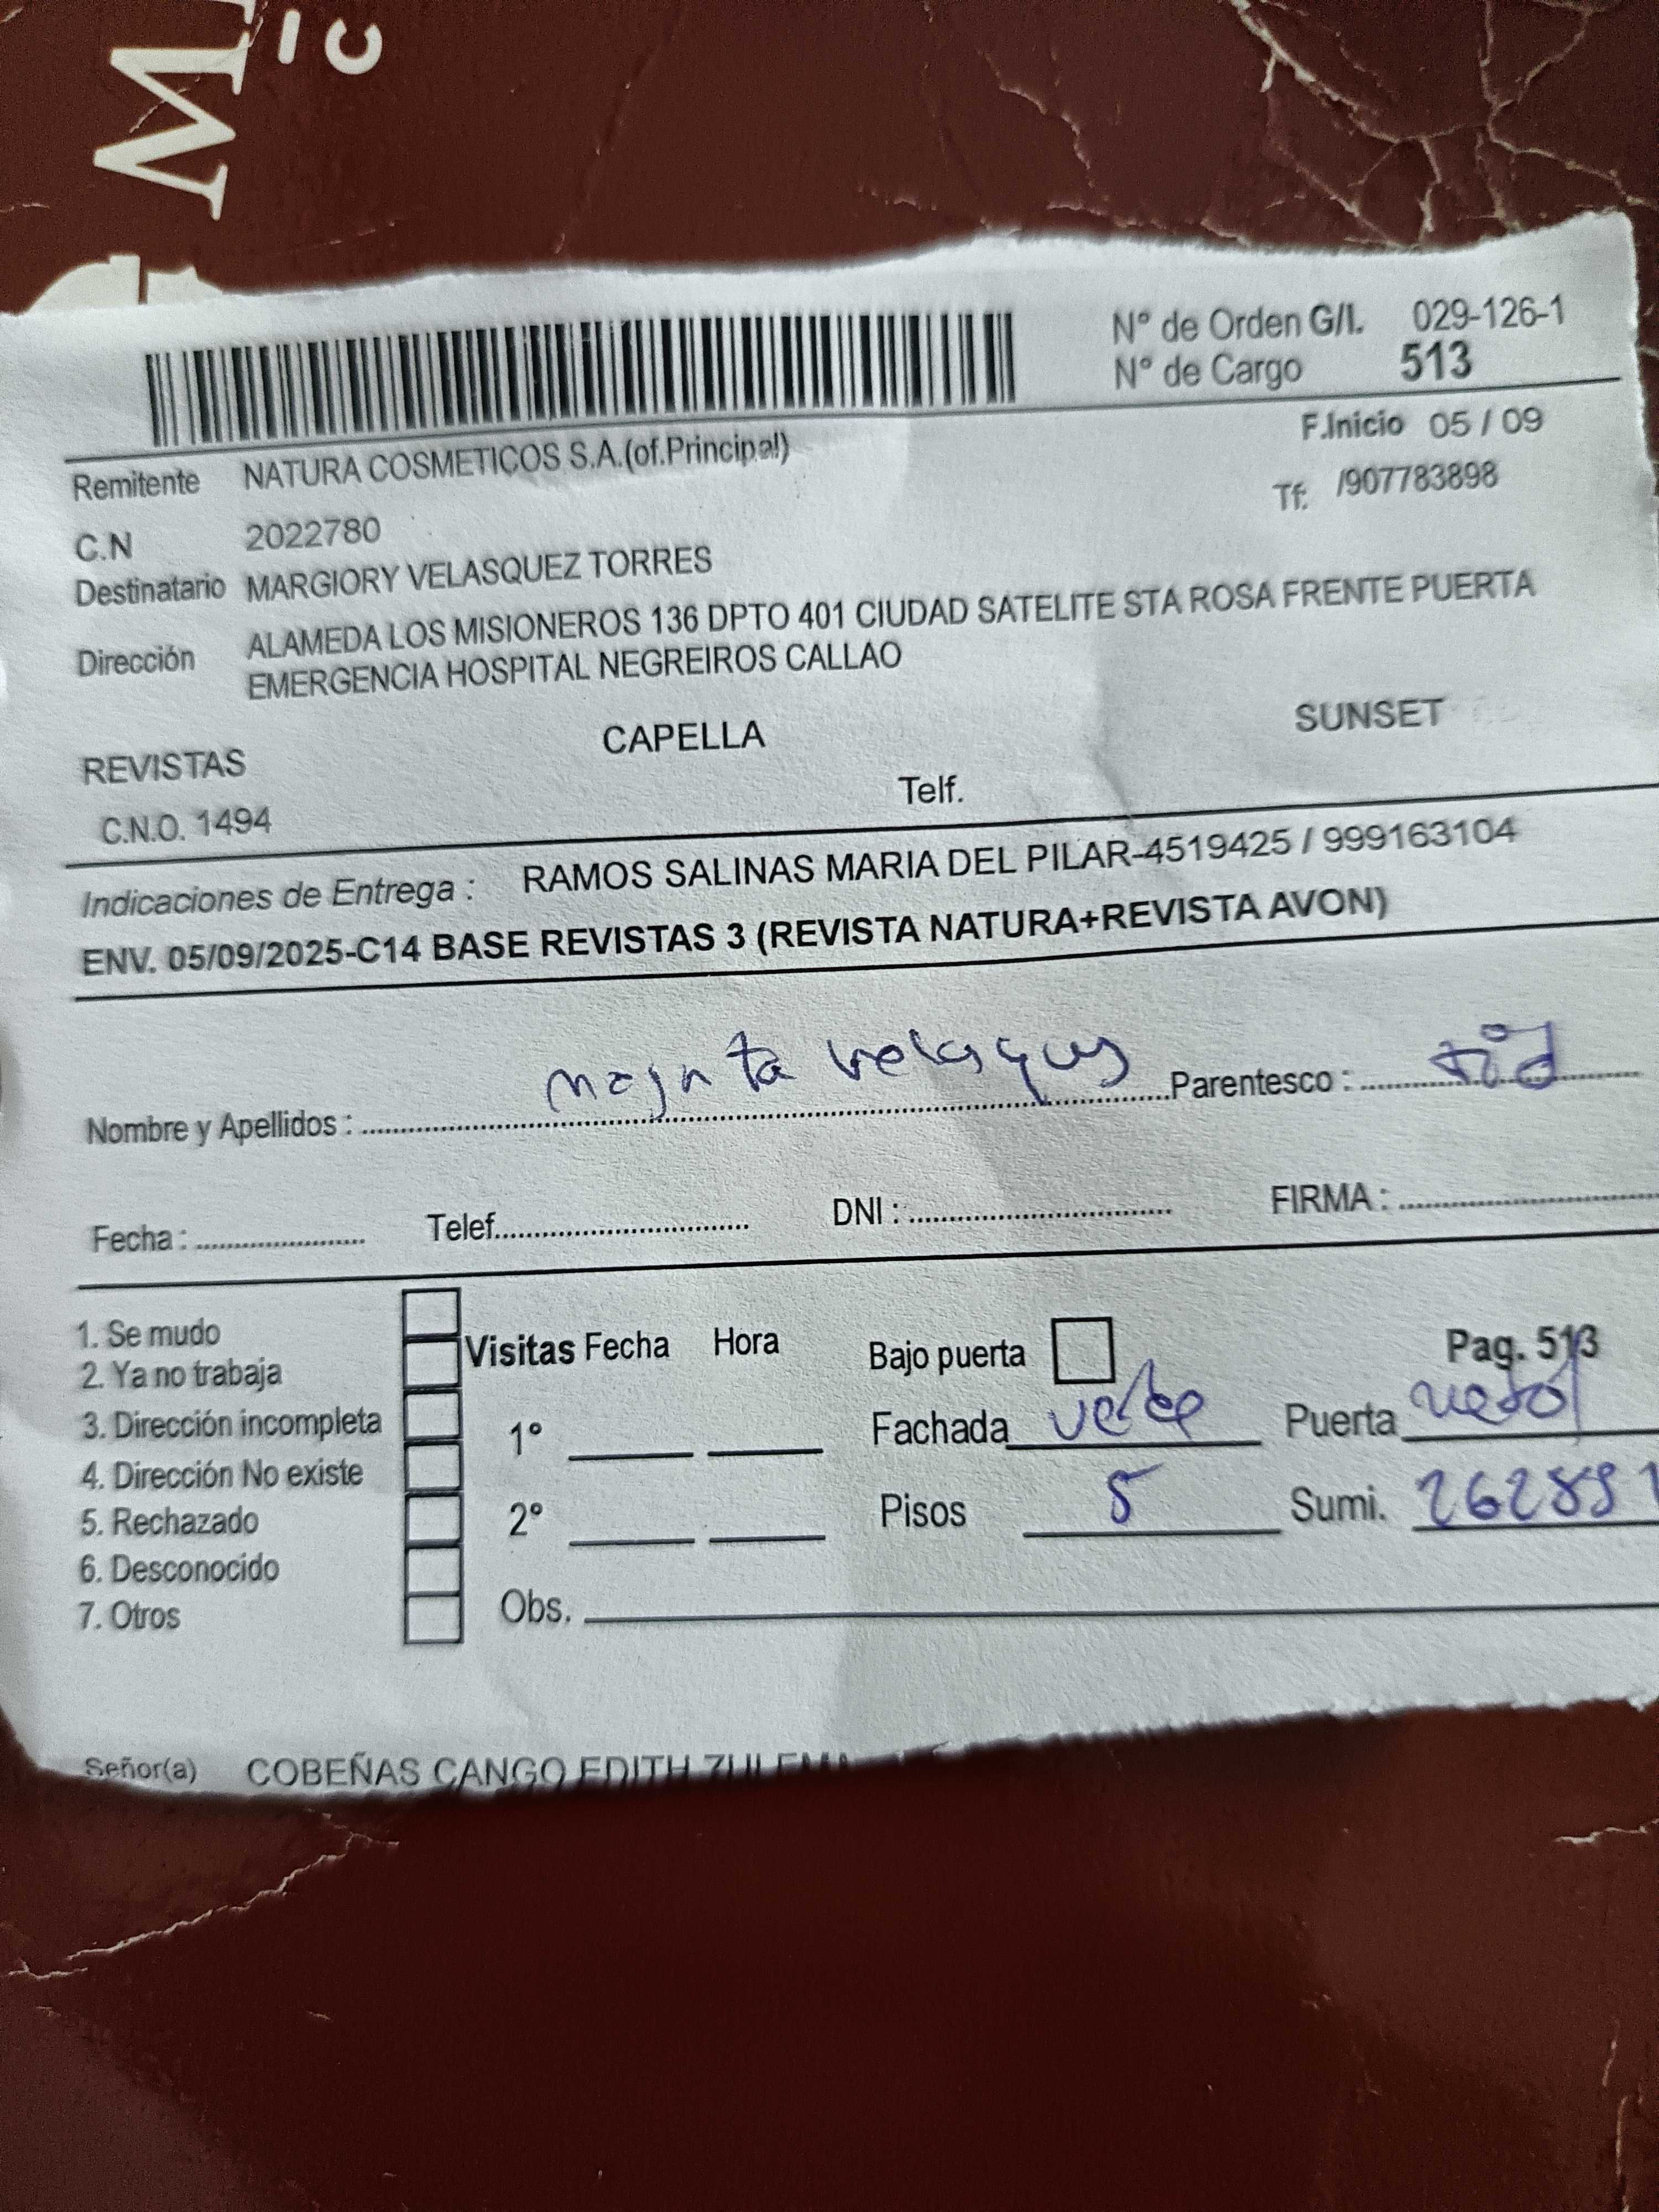 M
C
N° de Orden G/I. 029-126-1
N° de Cargo 513
F.Inicio 05 / 09
Remitente NATURA COSMETICOS S.A.(of.Principal)
Tf: /907783898
C.N 2022780
Destinatario MARGIORY VELASQUEZ TORRES
Dirección ALAMEDA LOS MISIONEROS 136 DPTO 401 CIUDAD SATELITE STA ROSA FRENTE PUERTA
EMERGENCIA HOSPITAL NEGREIROS CALLAO
REVISTAS CAPELLA SUNSET
C.N.O. 1494 Telf.
Indicaciones de Entrega : RAMOS SALINAS MARIA DEL PILAR-4519425 / 999163104
ENV. 05/09/2025-C14 BASE REVISTAS 3 (REVISTA NATURA+REVISTA AVON)
Nombre y Apellidos : Parentesco :
Fecha : Telef. DNI : FIRMA :
1. Se mudo
2. Ya no trabaja
3. Dirección incompleta
4. Dirección No existe
5. Rechazado
6. Desconocido
7. Otros
Visitas Fecha Hora
1°
2°
Obs.
Bajo puerta Pag. 513
Fachada Puerta
Pisos 5 Sumi.
Señor(a) COBEÑAS CANGO EDITH ZULEMA